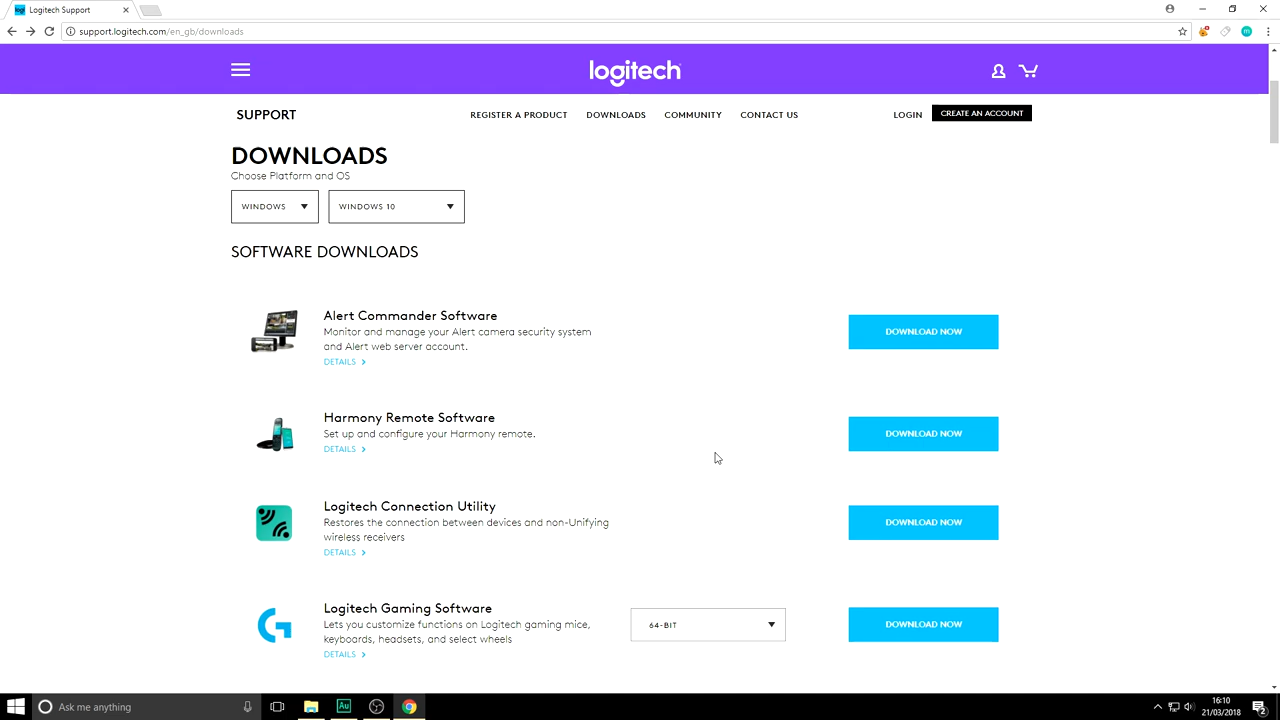 logi Logitech Support
support.logitech.com/en_gb/downloads
logitech
SUPPORT REGISTER A PRODUCT DOWNLOADS COMMUNITY CONTACT US LOGIN CREATE AN ACCOUNT
DOWNLOADS
Choose Platform and OS
WINDOWS WINDOWS 10
SOFTWARE DOWNLOADS
Alert Commander Software
Monitor and manage your Alert camera security system
and Alert web server account.
DETAILS
DOWNLOAD NOW
Harmony Remote Software
Set up and configure your Harmony remote.
DETAILS
DOWNLOAD NOW
Logitech Connection Utility
Restores the connection between devices and non-Unifying
wireless receivers
DETAILS
DOWNLOAD NOW
Logitech Gaming Software
Lets you customize functions on Logitech gaming mice,
keyboards, headsets, and select wheels
DETAILS
64-BIT
DOWNLOAD NOW
Ask me anything
Au
16:10
21/03/2018
2